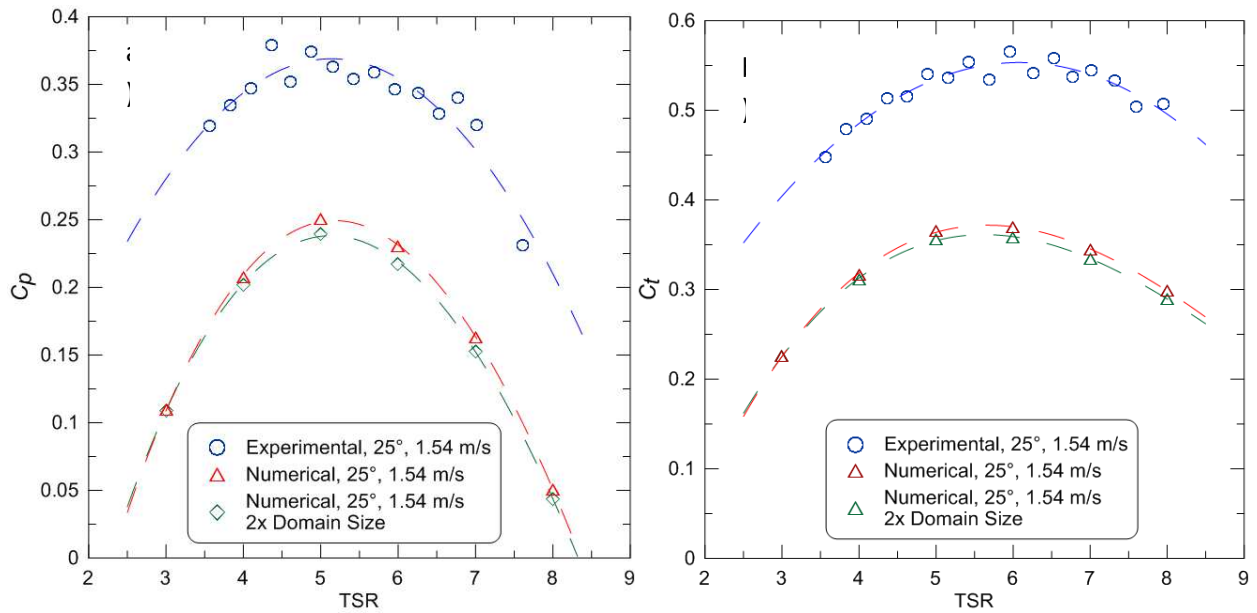 0.4
0.35
0.3
0.25
0.2
0.15
0.1
0.05
0
Cp
2 3 4 5 6 7 8 9
TSR
Experimental, 25°, 1.54 m/s
Numerical, 25°, 1.54 m/s
Numerical, 25°, 1.54 m/s
2x Domain Size
0.6
0.5
0.4
0.3
0.2
0.1
0
Ct
2 3 4 5 6 7 8 9
TSR
Experimental, 25°, 1.54 m/s
Numerical, 25°, 1.54 m/s
Numerical, 25°, 1.54 m/s
2x Domain Size